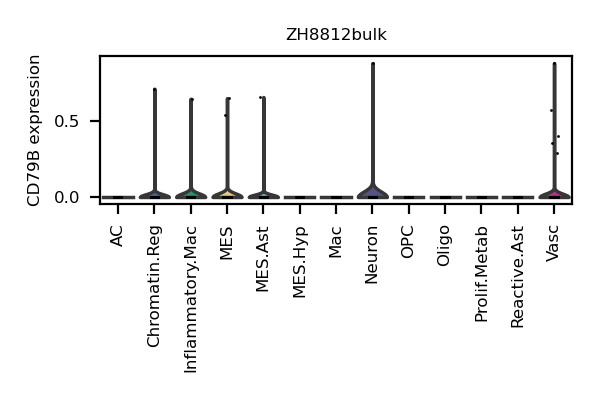 ZH8812bulk
CD79B expression
0.5
0.0
AC
Chromatin.Reg
Inflammatory.Mac
MES
MES.Ast
MES.Hyp
Mac
Neuron
OPC
Oligo
Prolif.Metab
Reactive.Ast
Vasc